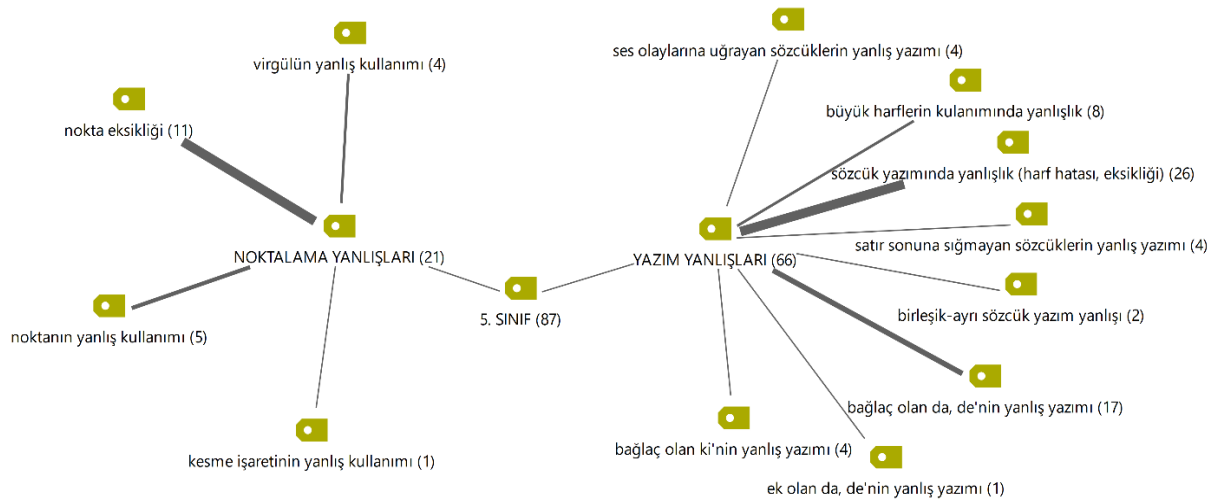 ses olaylarına uğrayan sözcüklerin yanlış yazımı (4)
virgülün yanlış kullanımı (4)
büyük harflerin kulanımında yanlışlık (8)
nokta eksikliği (11)
sözcük yazımında yanlışlık (harf hatası, eksikliği) (26)
satır sonuna sığmayan sözcüklerin yanlış yazımı (4)
NOKTALAMA YANLIŞLARI (21)
YAZIM YANLIŞLARI (66)
birleşik-ayrı sözcük yazım yanlışı (2)
5. SINIF (87)
noktanın yanlış kullanımı (5)
bağlaç olan da, de'nin yanlış yazımı (17)
bağlaç olan ki'nin yanlış yazımı (4)
kesme işaretinin yanlış kullanımı (1)
ek olan da, de'nin yanlış yazımı (1)